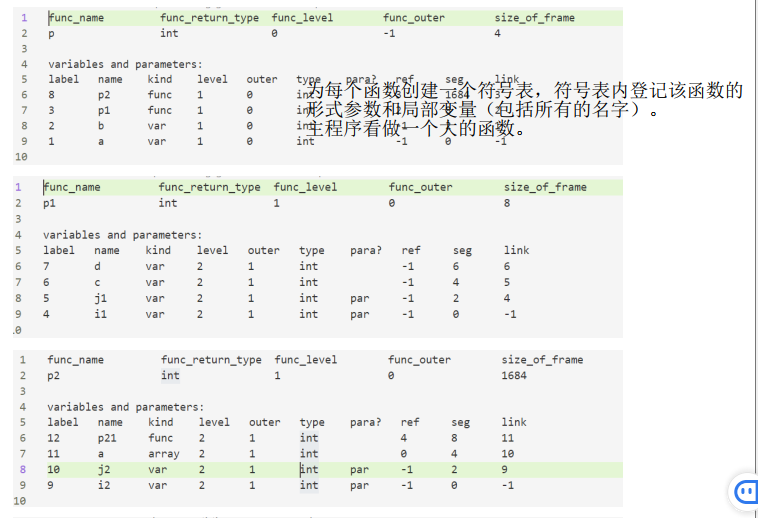 1 func_name func_return_type func_level func_outer size_of_frame
2 p int 0 -1 4
3
4 variables and parameters:
5 label name kind level outer type para? ref seg link
6 8 p2 func 1 0 int 1684 3
7 3 p1 func 1 0 int
8 2 b var 1 0 int -1
9 1 a var 1 0 int -1 0 -1
10
为每个函数创建一个符号表，符号表内登记该函数的
形式参数和局部变量（包括所有的名字）。
主程序看做一个大的函数。
1 func_name func_return_type func_level func_outer size_of_frame
2 p1 int 1 0 8
3
4 variables and parameters:
5 label name kind level outer type para? ref seg link
6 7 d var 2 1 int -1 6 6
7 6 c var 2 1 int -1 4 5
8 5 j1 var 2 1 int par -1 2 4
9 4 i1 var 2 1 int par -1 0 -1
.0
1 func_name func_return_type func_level func_outer size_of_frame
2 p2 int 1 0 1684
3
4 variables and parameters:
5 label name kind level outer type para? ref seg link
6 12 p21 func 2 1 int 4 8 11
7 11 a array 2 1 int 0 4 10
8 10 j2 var 2 1 int par -1 2 9
9 9 i2 var 2 1 int par -1 0 -1
10